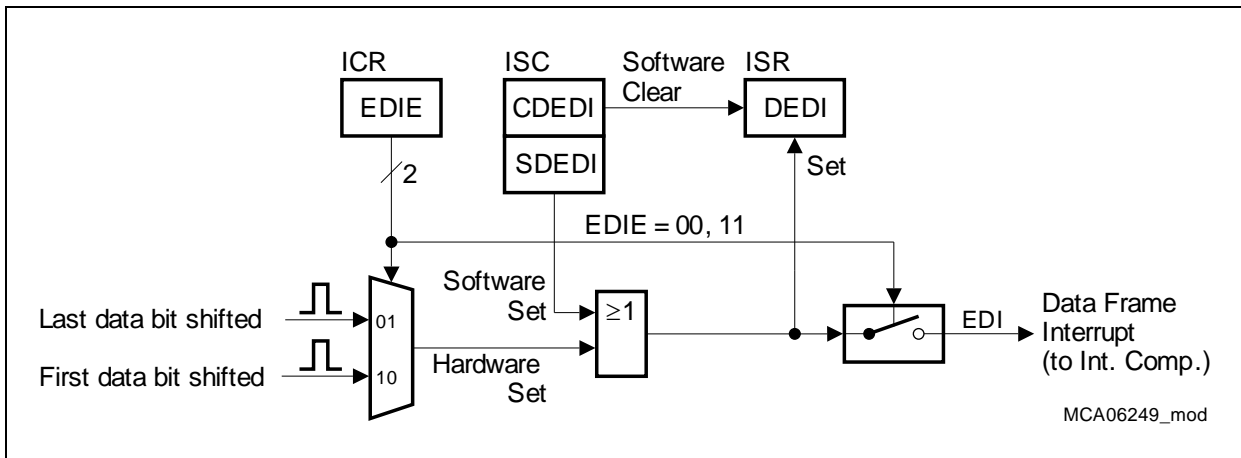 ICR
ISC
Software
Clear
ISR
EDIE
CDEDI
DEDI
SDEDI
2
Set
EDIE = 00, 11
Software
Set
≥1
Last data bit shifted
01
First data bit shifted
10
Hardware
Set
EDI
Data Frame
Interrupt
(to Int. Comp.)
MCA06249_mod